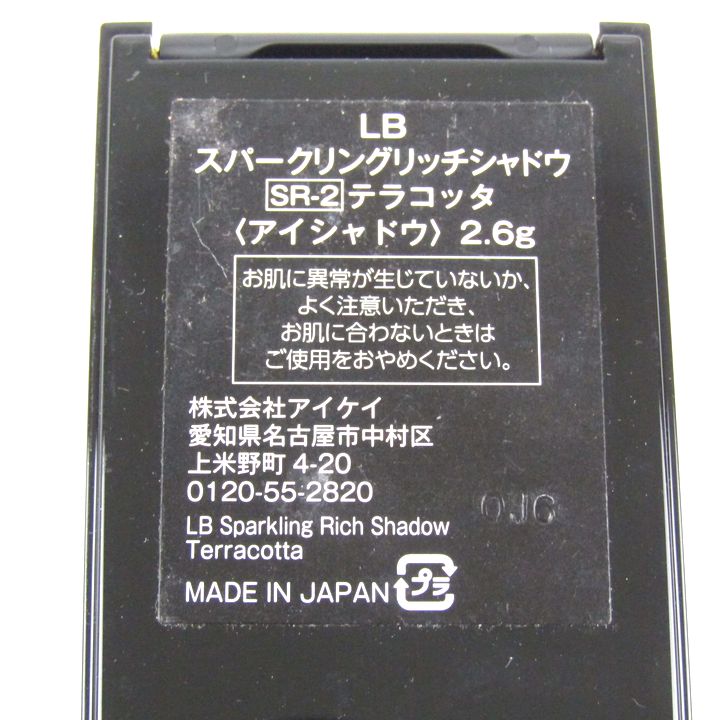 LB
スパークリングリッチシャドウ
SR-2 テラコッタ
〈アイシャドウ〉 2.6g
お肌に異常が生じていないか、
よく注意いただき、
お肌に合わないときは
ご使用をおやめください。
株式会社アイケイ
愛知県名古屋市中村区
上米野町 4-20
0120-55-2820
0JG
LB Sparkling Rich Shadow
Terracotta
MADE IN JAPAN
プラ